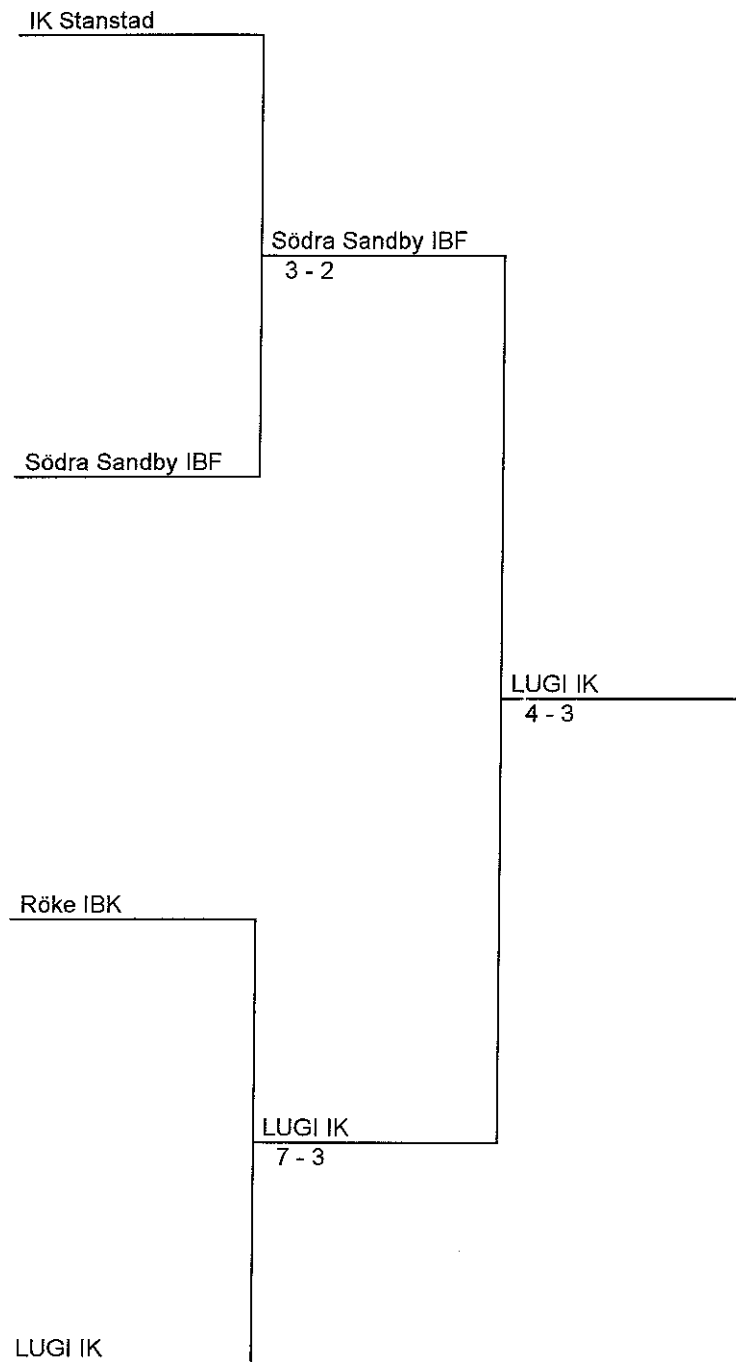 IK Stanstad
Södra Sandby IBF
3 - 2
Södra Sandby IBF
LUGI IK
4 - 3
Röke IBK
LUGI IK
7 - 3
LUGI IK